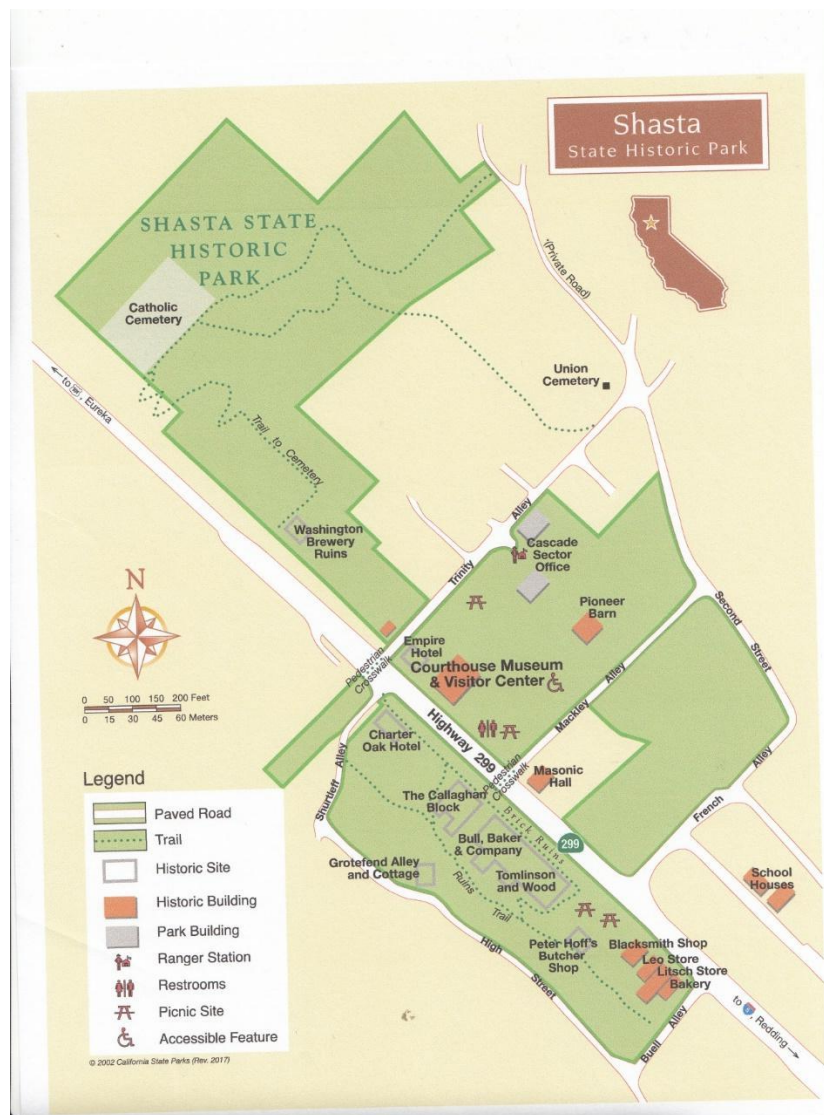 Shasta
State Historic Park
SHASTA STATE
HISTORIC
PARK
Catholic
Cemetery
(Private Road)
Union
Cemetery
to 101, Eureka
Trail to Cemetery
Washington
Brewery
Ruins
Trinity Alley
Cascade
Sector
Office
Pioneer
Barn
N
Empire
Hotel
Pedestrian
Crosswalk
Courthouse Museum
& Visitor Center
Second Street
Mackley Alley
0 50 100 150 200 Feet
0 15 30 45 60 Meters
Highway 299
Charter
Oak Hotel
Pedestrian
Crosswalk
Masonic
Hall
Shurtleff Alley
The Callaghan
Block
Brick Ruins
299
French Alley
Bull, Baker
& Company
Grotefend Alley
and Cottage
Tomlinson
and Wood
School
Houses
Ruins Trail
High Street
Peter Hoff's
Butcher
Shop
Blacksmith Shop
Leo Store
Litsch Store
Bakery
Buell Alley
to 5, Redding
Legend
Paved Road
Trail
Historic Site
Historic Building
Park Building
Ranger Station
Restrooms
Picnic Site
Accessible Feature
© 2002 California State Parks (Rev. 2017)